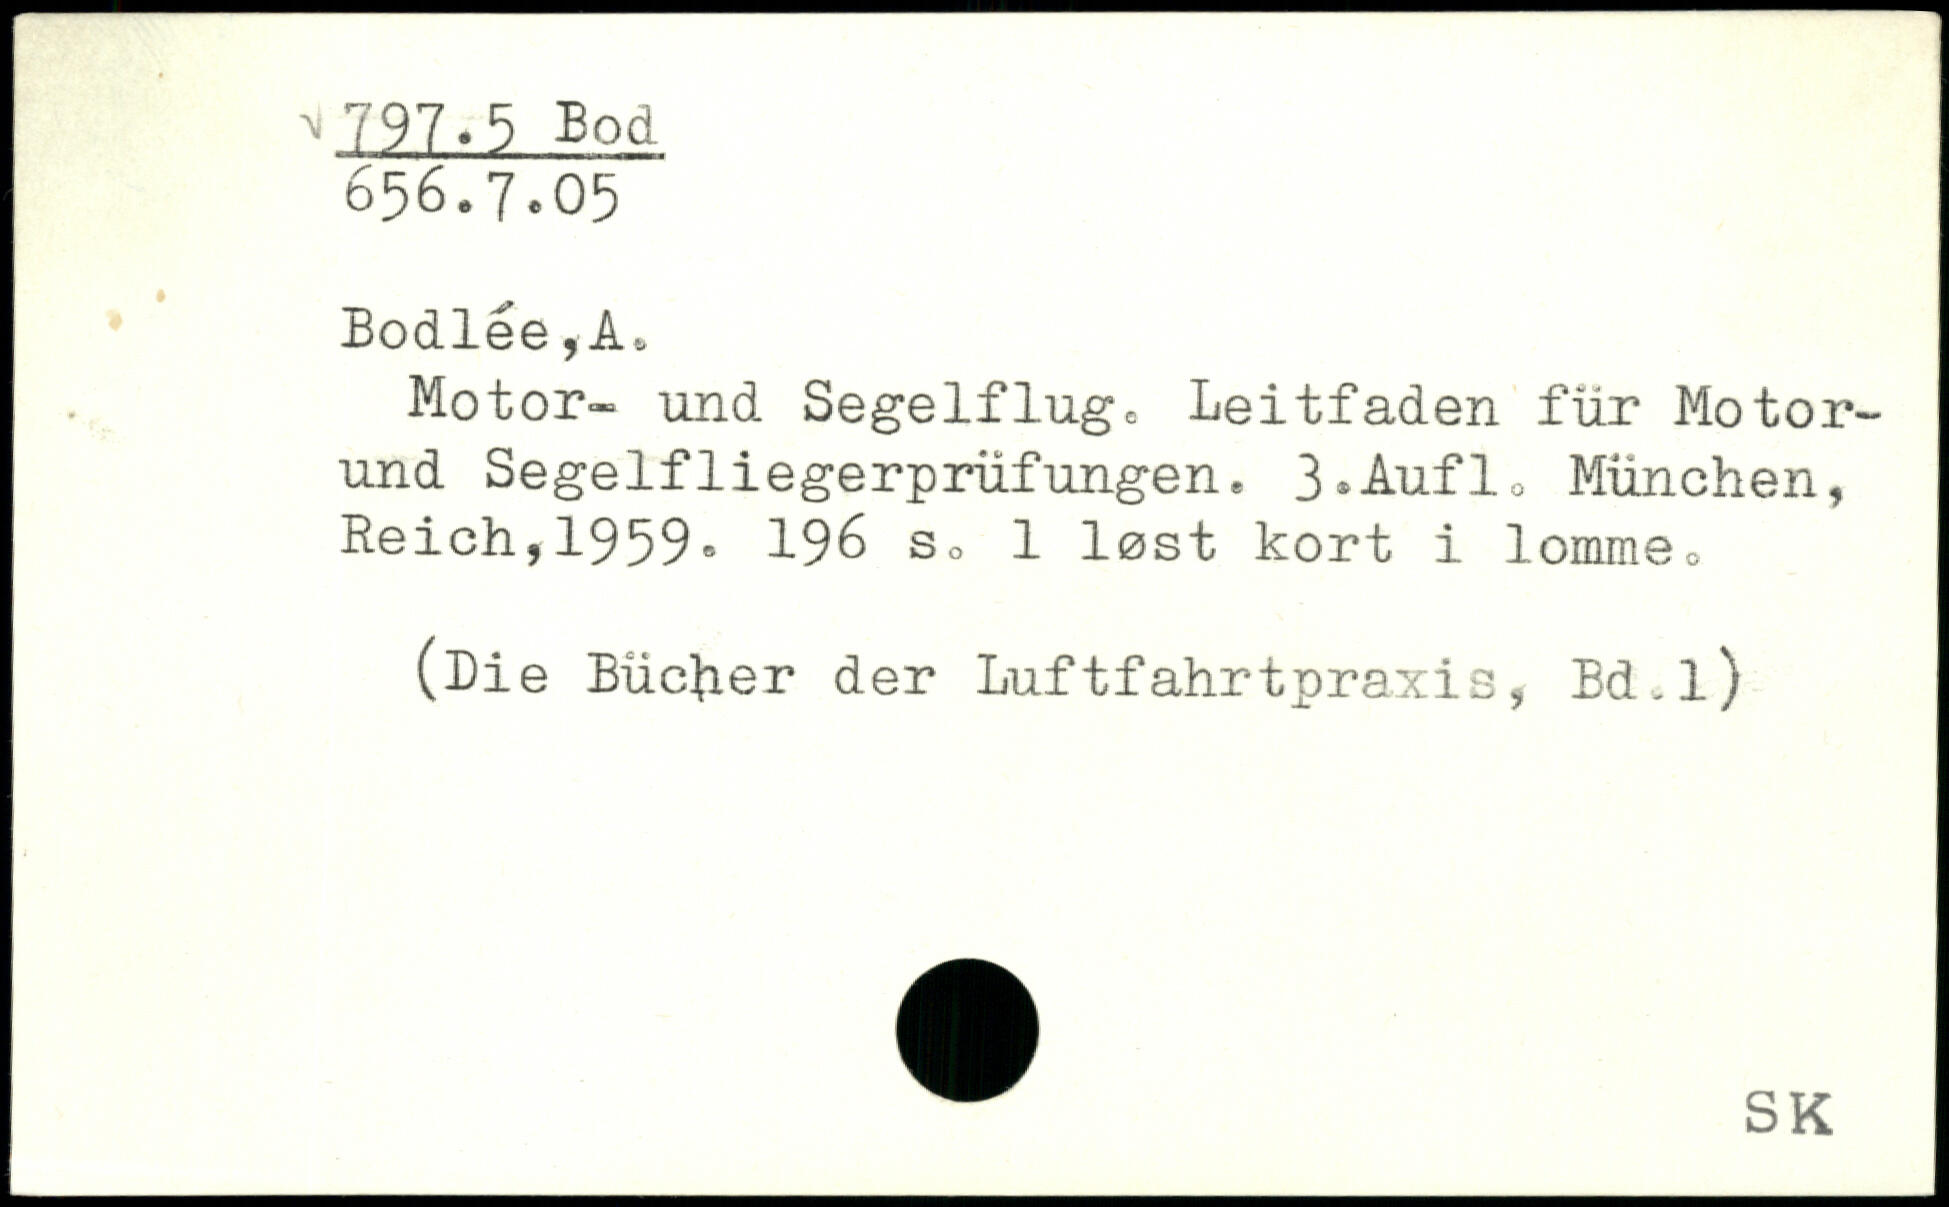 √ 797.5 Bod
656.7.05
Bodlée,A.
Motor- und Segelflug. Leitfaden für Motor-
und Segelfliegerprüfungen. 3.Aufl. München,
Reich,1959. 196 s. 1 løst kort i lomme.
(Die Bücher der Luftfahrtpraxis, Bd.1)
SK